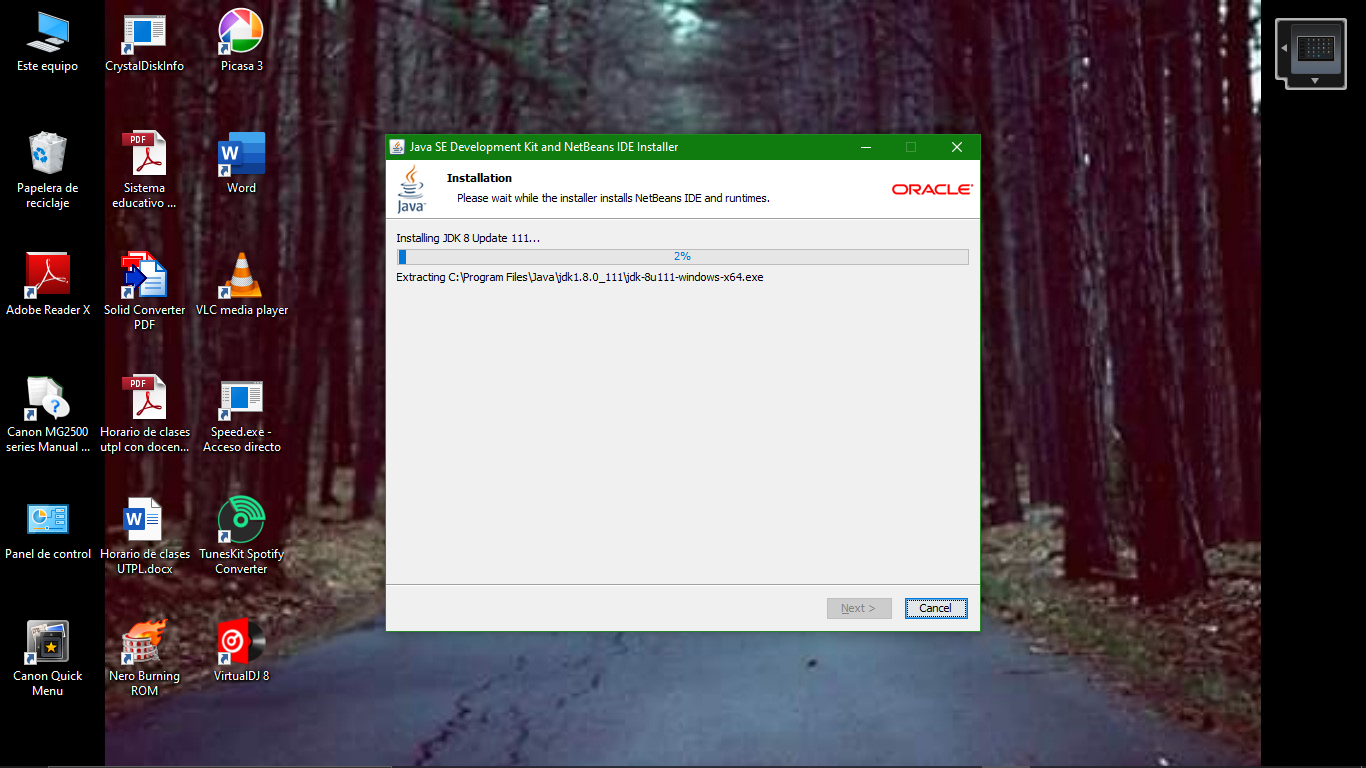 Este equipo
CrystalDiskInfo
Picasa 3
Papelera de
reciclaje
PDF
Sistema
educativo ...
W
Word
Adobe Reader X
Solid Converter
PDF
VLC media player
Canon MG2500
series Manual ...
PDF
Horario de clases
utpl con docen...
Speed.exe -
Acceso directo
Panel de control
W
Horario de clases
UTPL.docx
TunesKit Spotify
Converter
Canon Quick
Menu
Nero Burning
ROM
VirtualDJ 8
Java SE Development Kit and NetBeans IDE Installer
Java™
Installation
Please wait while the installer installs NetBeans IDE and runtimes.
ORACLE®
Installing JDK 8 Update 111...
2%
Extracting C:\Program Files\Java\jdk1.8.0_111\jdk-8u111-windows-x64.exe
Next >
Cancel